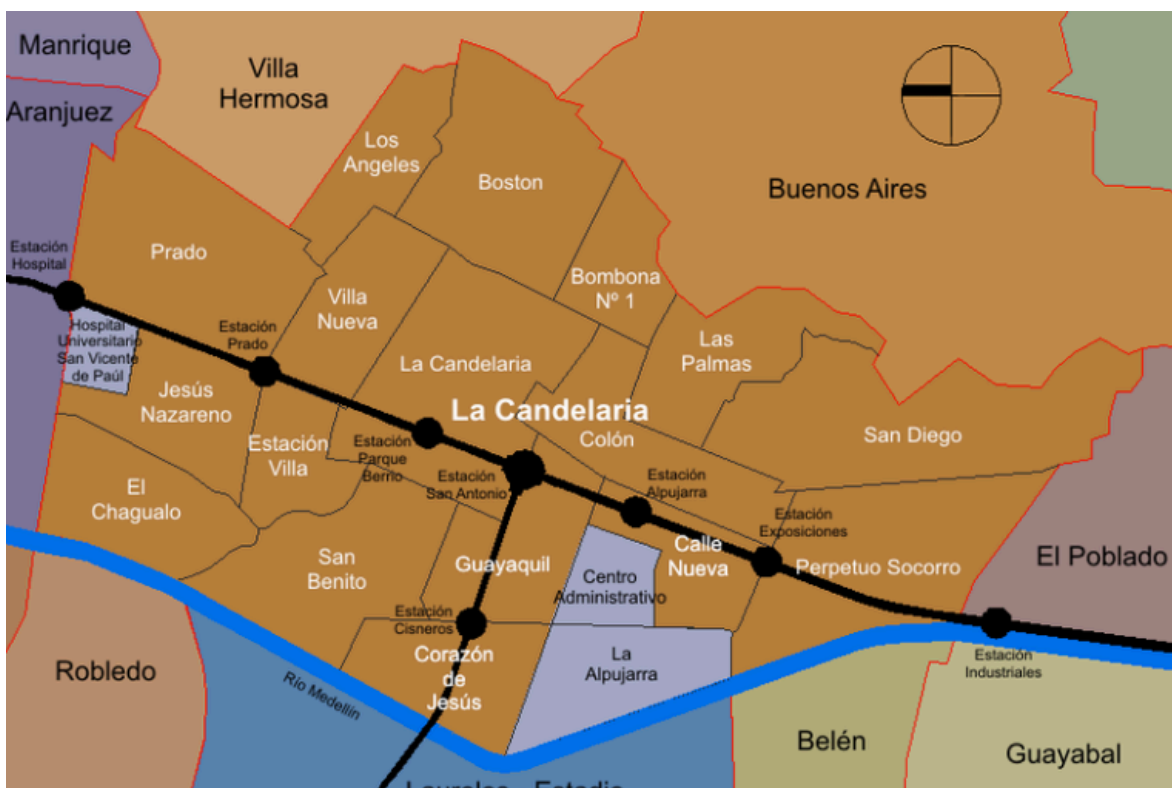 Manrique
Villa
Hermosa
Aranjuez
Los
Angeles
Boston
Buenos Aires
Estación
Hospital
Prado
Bombona
Nº 1
Villa
Nueva
Hospital
Universitario
San Vicente
de Paúl
Estación
Prado
Las
Palmas
La Candelaria
Jesús
Nazareno
La Candelaria
Colón
San Diego
Estación
Villa
Estación
Parque
Berrio
Estación
San Antonio
Estación
Alpujarra
El
Chagualo
Estación
Exposiciones
San
Benito
Guayaquil
Calle
Nueva
Perpetuo Socorro
El Poblado
Centro
Administrativo
Estación
Cisneros
Corazón
de
Jesús
La
Alpujarra
Estación
Industriales
Robledo
Río Medellín
Belén
Guayabal
Laureles - Estadio